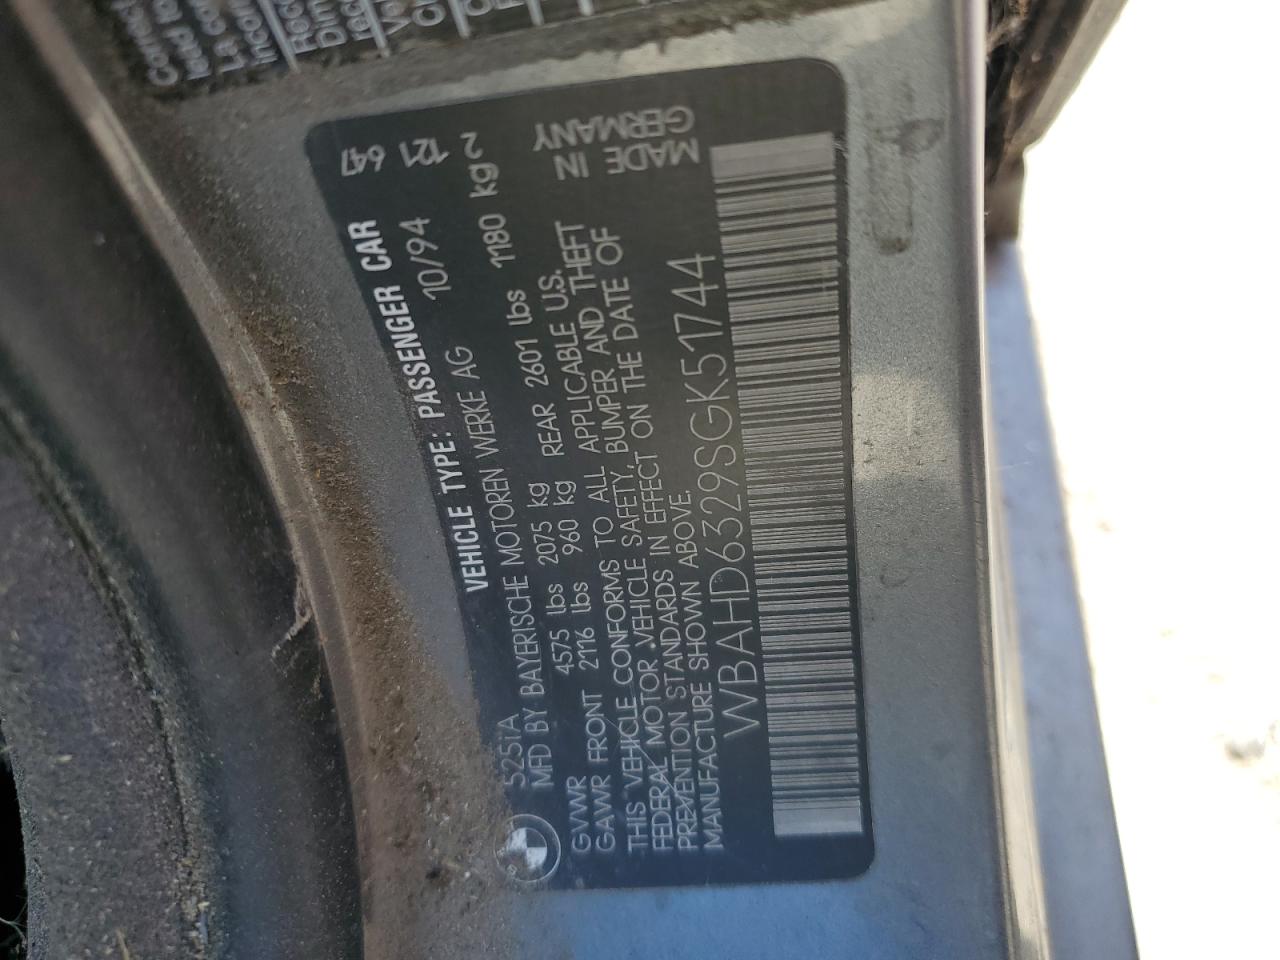 525iA
VEHICLE TYPE: PASSENGER CAR 647
MFD BY BAYERISCHE MOTOREN WERKE AG 10/94 121
GVWR 4575 lbs 2075 kg REAR 2601 lbs 1180 kg 2
GAWR FRONT 2116 lbs 960 kg
THIS VEHICLE CONFORMS TO ALL APPLICABLE U.S.
FEDERAL MOTOR VEHICLE SAFETY, BUMPER AND THEFT
PREVENTION STANDARDS IN EFFECT ON THE DATE OF
MANUFACTURE SHOWN ABOVE.
MADE IN
GERMANY
WBAHD6329SGK51744